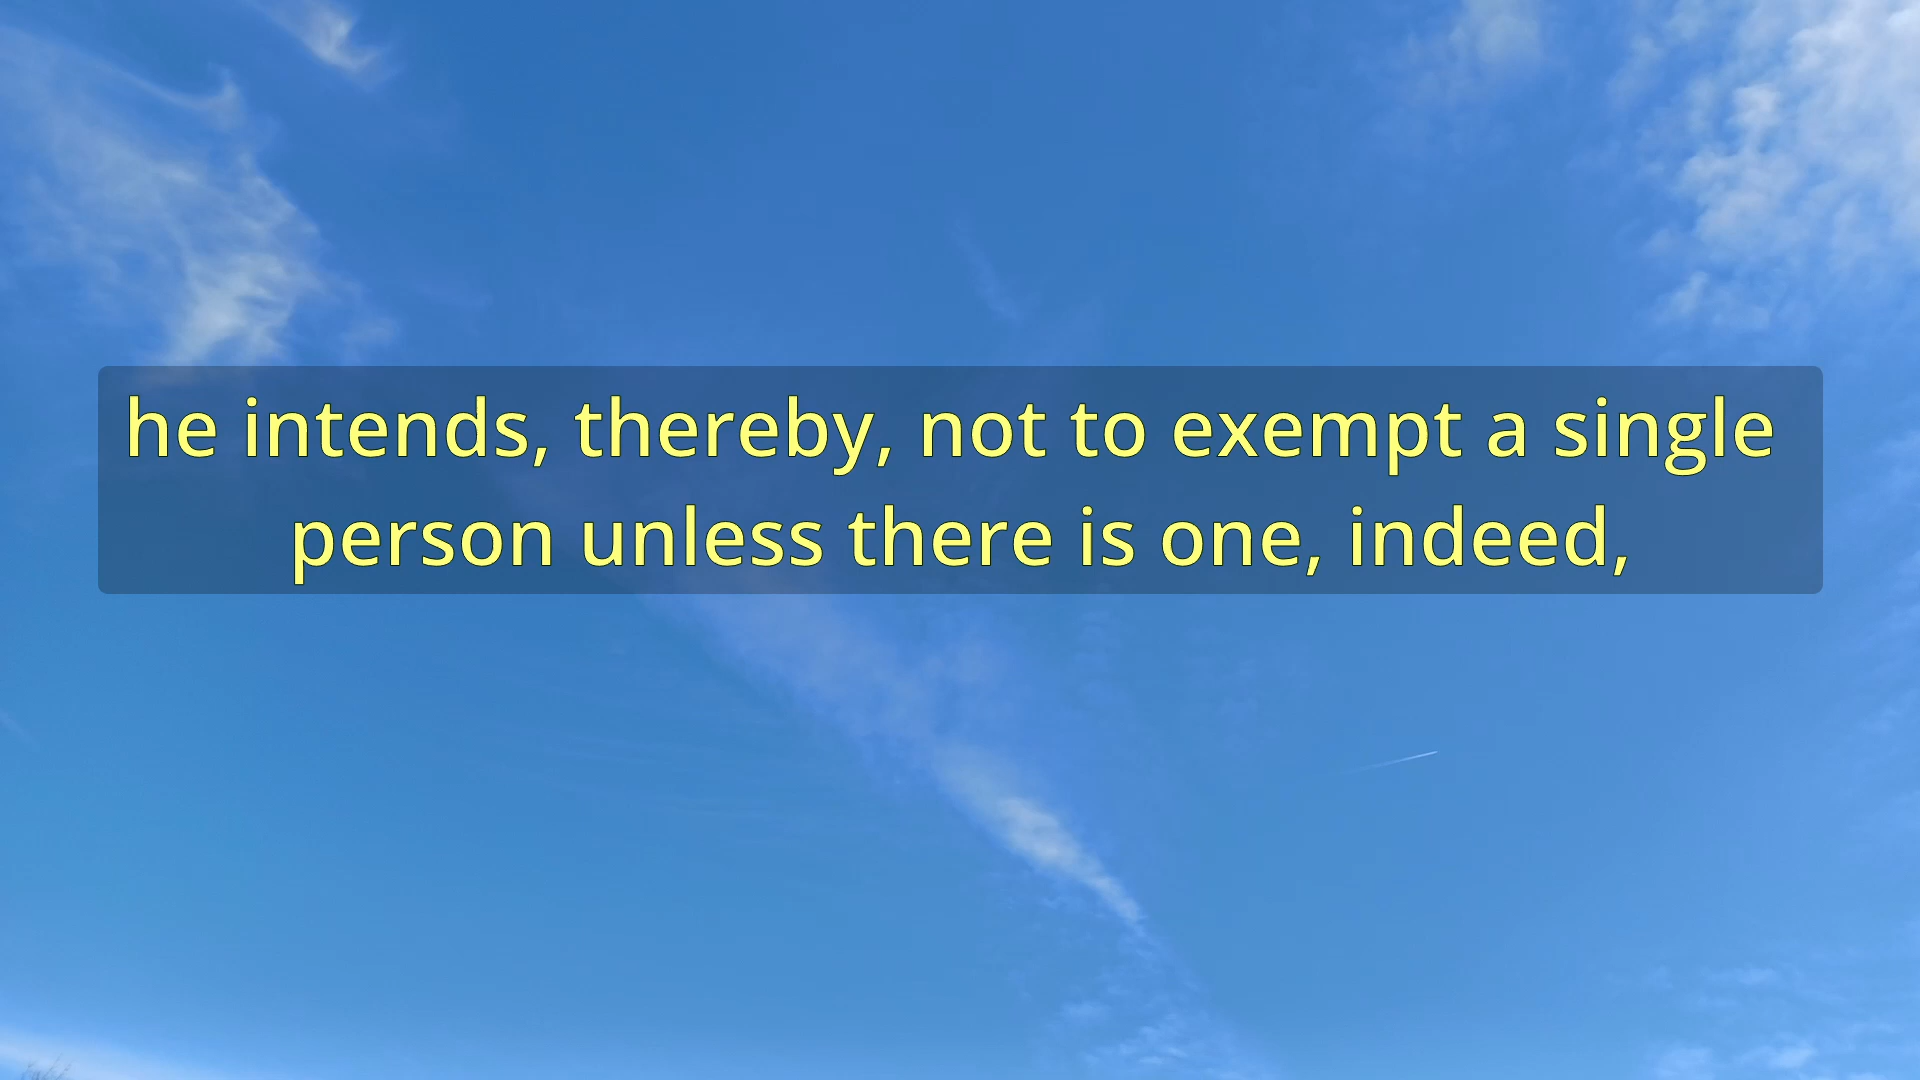 he intends, thereby, not to exempt a single
person unless there is one, indeed,